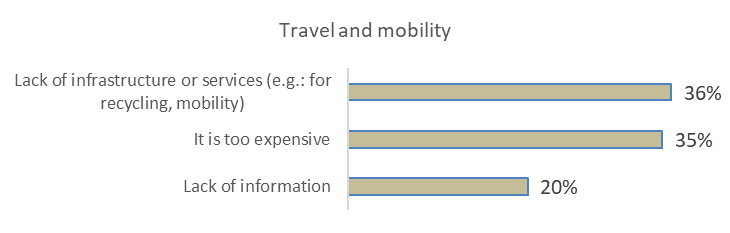 Travel and mobility
Lack of infrastructure or services (e.g.: for
recycling, mobility)
36%
It is too expensive
35%
Lack of information
20%